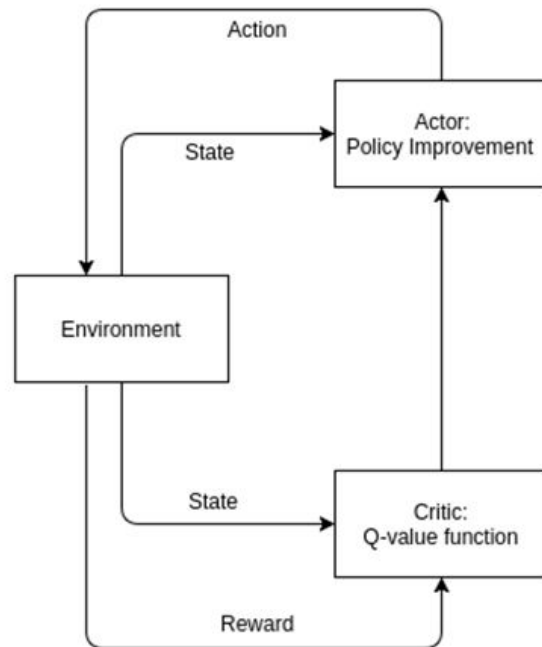 Action
Actor:
Policy Improvement
State
Environment
State
Critic:
Q-value function
Reward